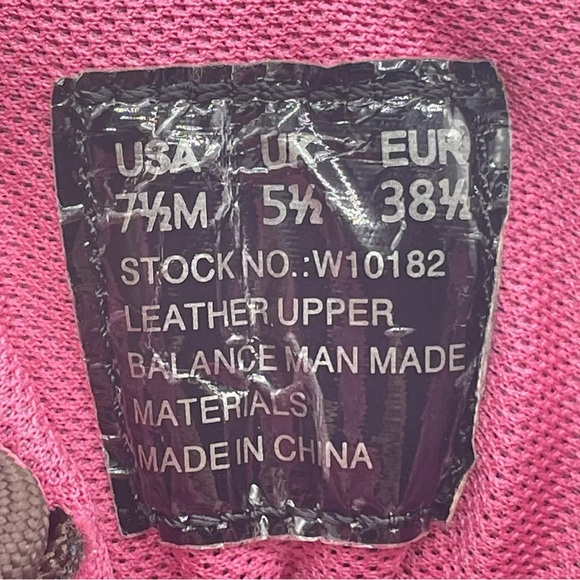 USA UK EUR
7½M 5½ 38½
STOCK NO.:W10182
LEATHER UPPER
BALANCE MAN MADE
MATERIALS
MADE IN CHINA